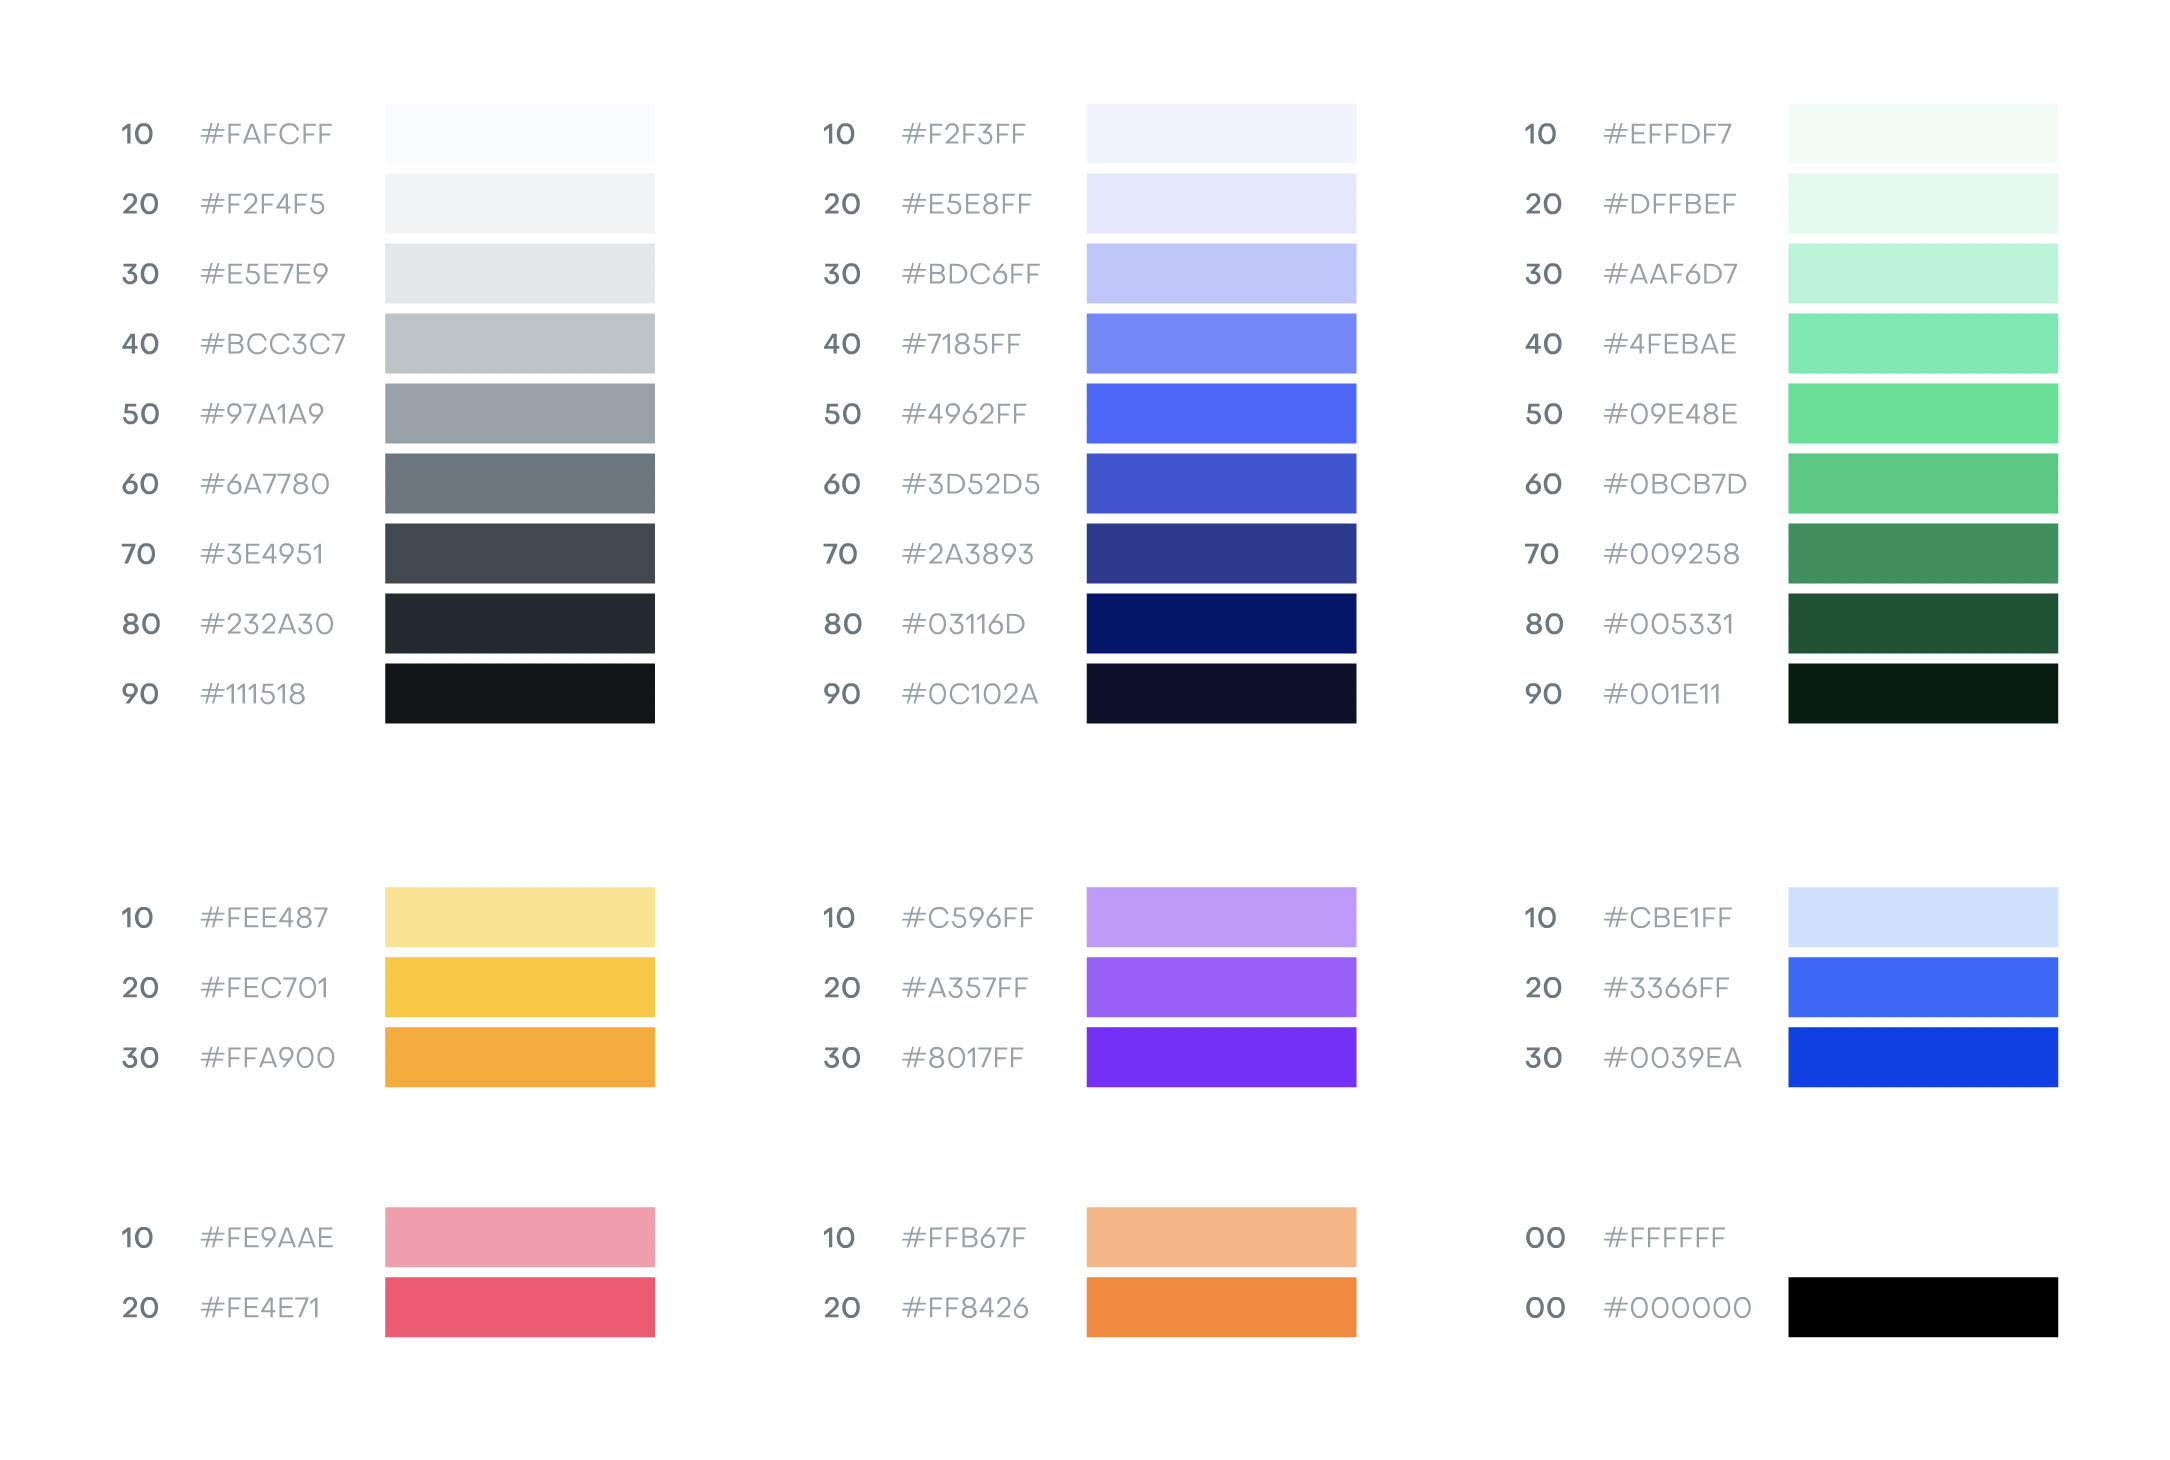 10 #FAFCFF
20 #F2F4F5
30 #E5E7E9
40 #BCC3C7
50 #97A1A9
60 #6A7780
70 #3E4951
80 #232A30
90 #111518
10 #F2F3FF
20 #E5E8FF
30 #BDC6FF
40 #7185FF
50 #4962FF
60 #3D52D5
70 #2A3893
80 #03116D
90 #0C102A
10 #EFFDF7
20 #DFFBEF
30 #AAF6D7
40 #4FEBAE
50 #09E48E
60 #0BCB7D
70 #009258
80 #005331
90 #001E11
10 #FEE487
20 #FEC701
30 #FFA900
10 #C596FF
20 #A357FF
30 #8017FF
10 #CBE1FF
20 #3366FF
30 #0039EA
10 #FE9AAE
20 #FE4E71
10 #FFB67F
20 #FF8426
00 #FFFFFF
00 #000000